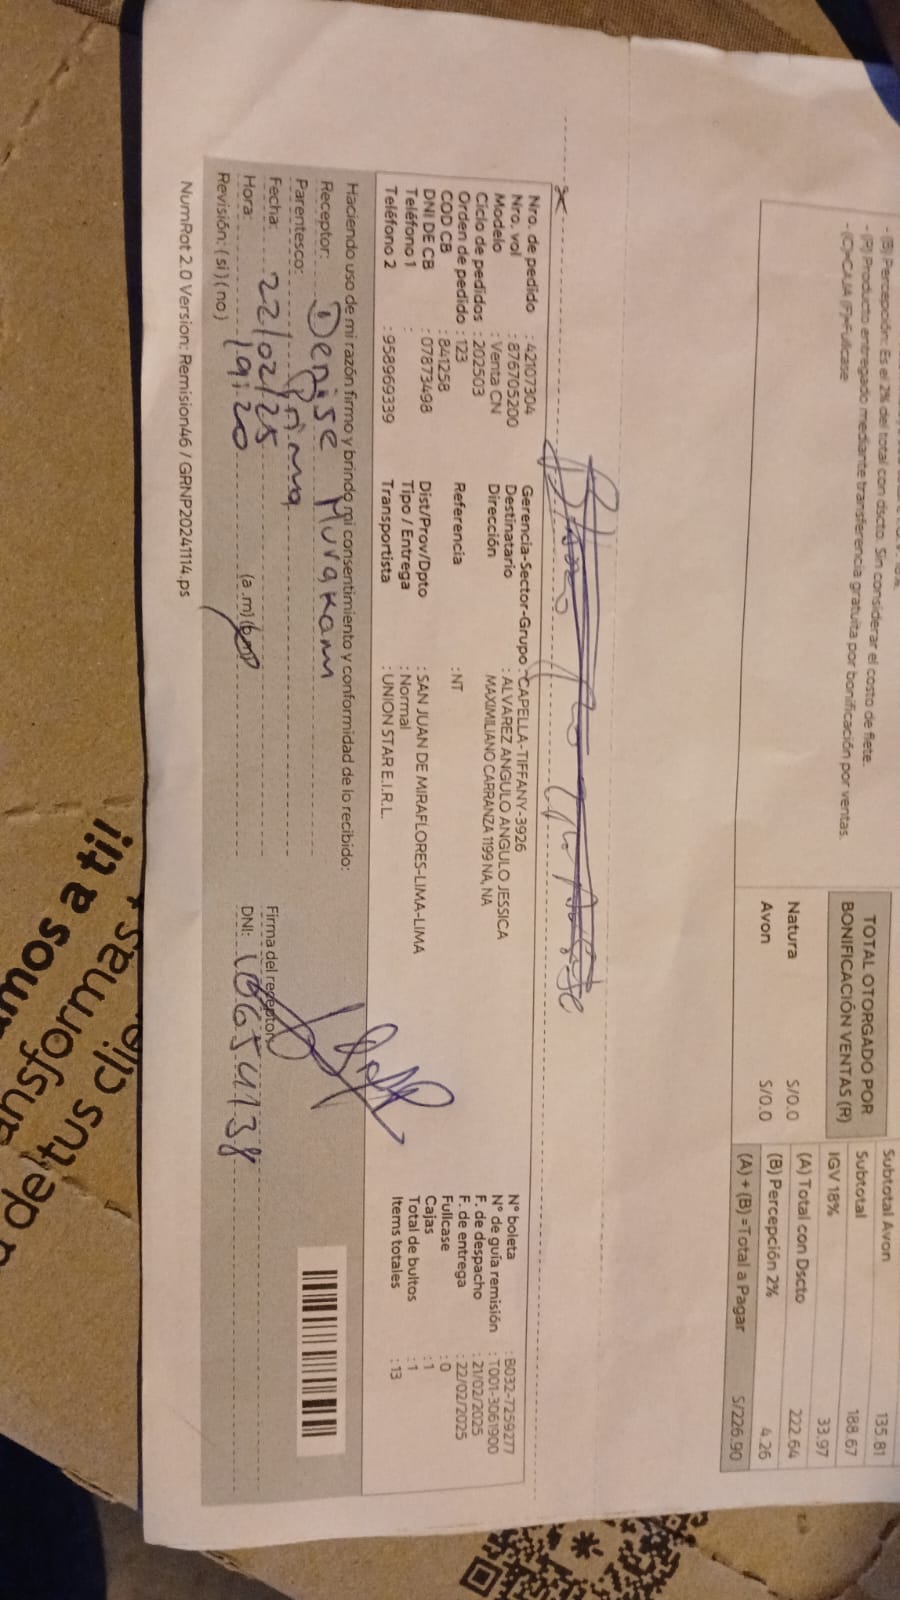 - (B) Percepción: Es el 2% del total con dscto. Sin considerar el costo de flete.
- (R) Producto entregado mediante transferencia gratuita por bonificación por ventas.
- (C)=CAJA (F)=Fullcase
TOTAL OTORGADO POR
BONIFICACIÓN VENTAS (R)
Natura S/0.0
Avon S/0.0
Subtotal Avon 135.81
Subtotal 188.67
IGV 18% 33.97
(A) Total con Dscto 222.64
(B) Percepción 2% 4.26
(A) + (B) =Total a Pagar S/226.90
Nro. de pedido : 42107304
Nro. vol : 876705200
Modelo : Venta CN
Ciclo de pedidos : 202503
Orden de pedido : 123
COD CB : 841258
DNI DE CB : 07873498
Teléfono 1 :
Teléfono 2 : 958969339
Gerencia-Sector-Grupo : CAPELLA-TIFFANY-3926
Destinatario : ALVAREZ ANGULO ANGULO JESSICA
Dirección MAXIMILIANO CARRANZA 1199 NA, NA
Referencia : NT
Dist/Prov/Dpto : SAN JUAN DE MIRAFLORES-LIMA-LIMA
Tipo / Entrega : Normal
Transportista : UNION STAR E.I.R.L.
N° boleta : B032-7259277
N° de guía remisión : T001-3061900
F. de despacho : 21/02/2025
F. de entrega : 22/02/2025
Fullcase : 0
Cajas : 1
Total de bultos : 1
Items totales : 13
Haciendo uso de mi razón firmo y brindo mi consentimiento y conformidad de lo recibido:
Receptor: Denise Murakami
Parentesco: Prima
Fecha: 22/02/25
Hora: 19:20 (a.m)(p.m)
Revisión: ( si ) ( no )
Firma del receptor:
DNI: 10654138
NumRot 2.0 Version: Remision46 / GRNP20241114.ps
mos a ti!
ansformas
deltus clie